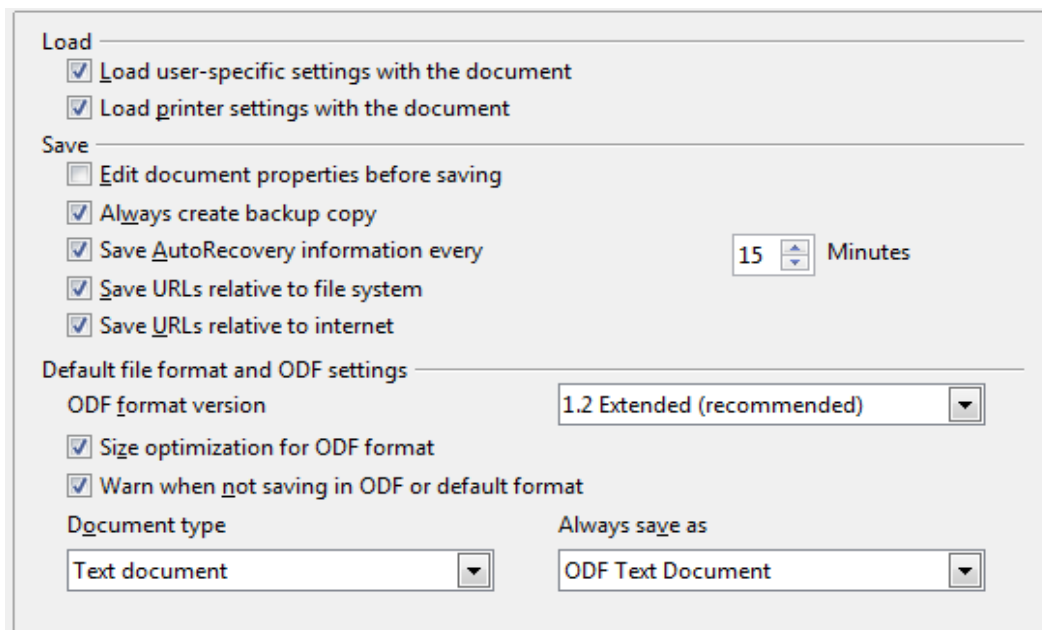 Load
Load user-specific settings with the document
Load printer settings with the document
Save
Edit document properties before saving
Always create backup copy
Save AutoRecovery information every 15 Minutes
Save URLs relative to file system
Save URLs relative to internet
Default file format and ODF settings
ODF format version 1.2 Extended (recommended)
Size optimization for ODF format
Warn when not saving in ODF or default format
Document type Always save as
Text document ODF Text Document